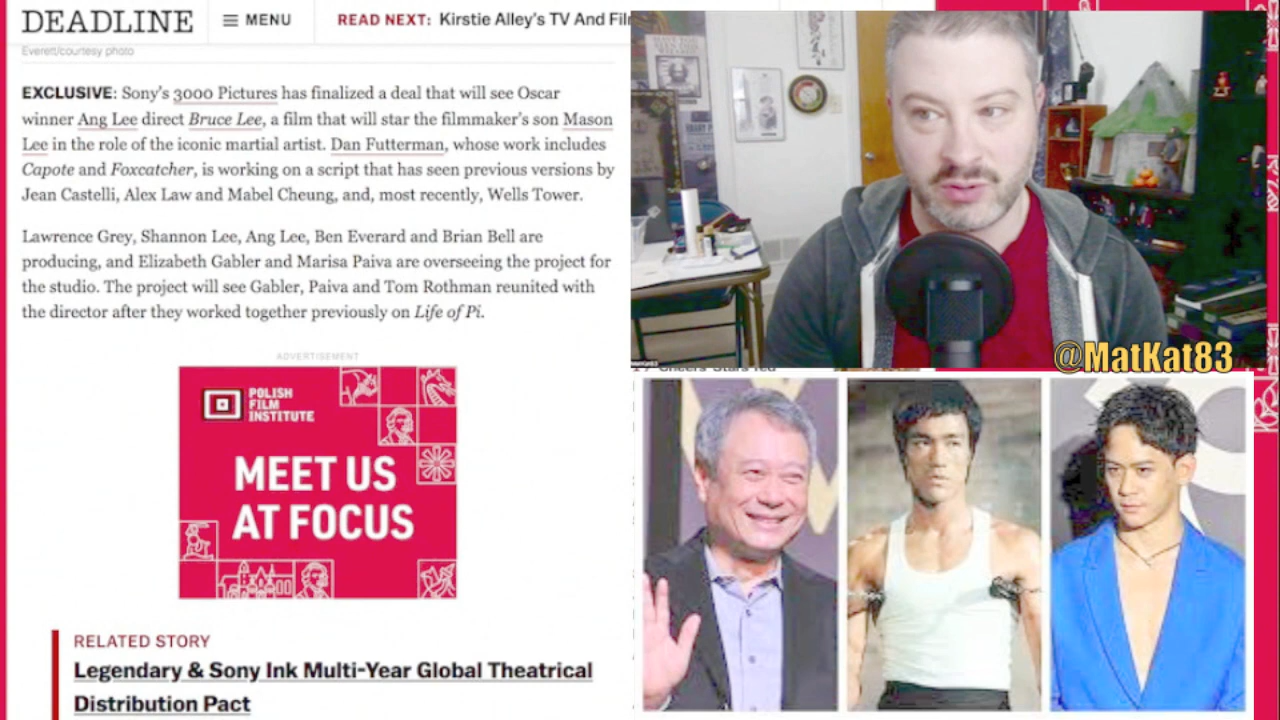 DEADLINE
MENU
READ NEXT: Kirstie Alley's TV And Fil
Everett/courtesy photo
EXCLUSIVE: Sony's 3000 Pictures has finalized a deal that will see Oscar
winner Ang Lee direct Bruce Lee, a film that will star the filmmaker's son Mason
Lee in the role of the iconic martial artist. Dan Futterman, whose work includes
Capote and Foxcatcher, is working on a script that has seen previous versions by
Jean Castelli, Alex Law and Mabel Cheung, and, most recently, Wells Tower.
Lawrence Grey, Shannon Lee, Ang Lee, Ben Everard and Brian Bell are
producing, and Elizabeth Gabler and Marisa Paiva are overseeing the project for
the studio. The project will see Gabler, Paiva and Tom Rothman reunited with
the director after they worked together previously on Life of Pi.
ADVERTISEMENT
POLISH
FILM
INSTITUTE
MEET US
AT FOCUS
RELATED STORY
Legendary & Sony Ink Multi-Year Global Theatrical
Distribution Pact
@MatKat83